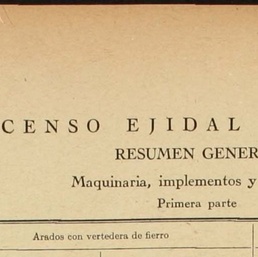 CENSO EJIDAL
RESUMEN GENER
Maquinaria, implementos y
Primera parte
Arados con vertedera de fierro